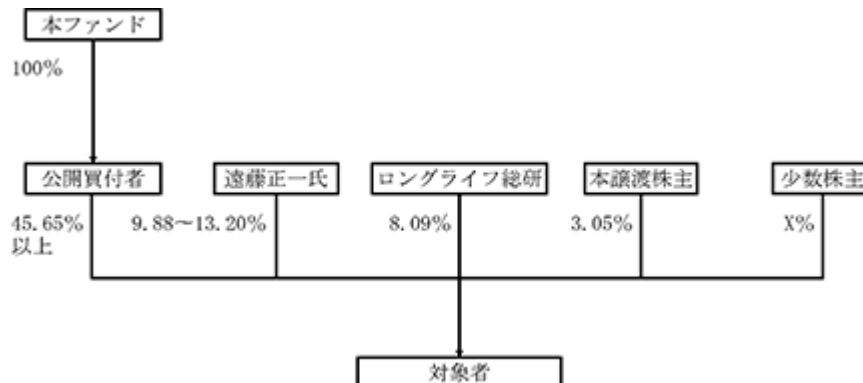 本ファンド
100%
公開買付者
遠藤正一氏
ロングライフ総研
本譲渡株主
少数株主
45.65%
以上
9.88～13.20%
8.09%
3.05%
X%
対象者